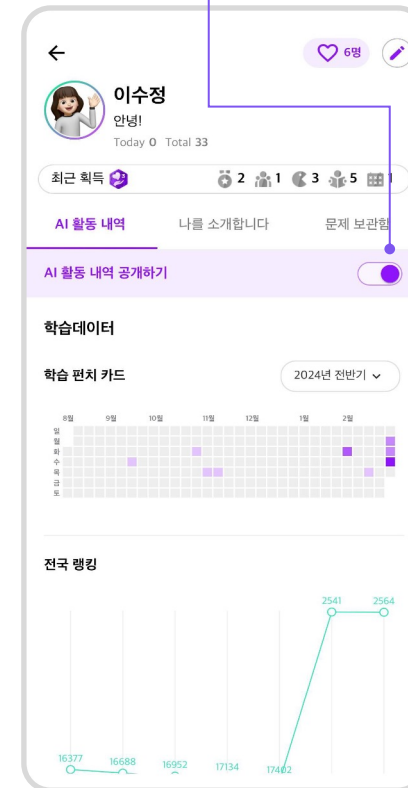 6명
이수정
안녕!
Today 0 Total 33
최근 획득 2 1 3 5 1
AI 활동 내역 나를 소개합니다 문제 보관함
AI 활동 내역 공개하기
학습데이터
학습 펀치 카드 2024년 전반기
8월 9월 10월 11월 12월 1월 2월
일
월
화
수
목
금
토
전국 랭킹
2541 2564
16377 16688 16952 17134 17402